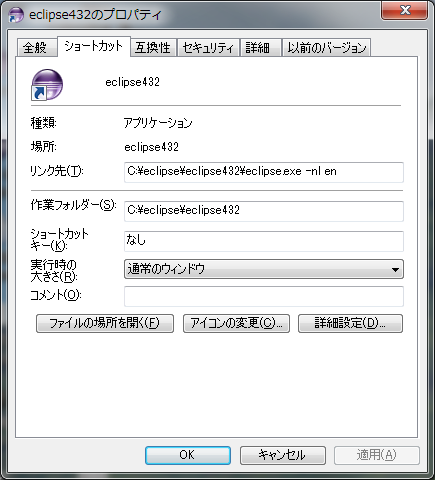 eclipse432のプロパティ
全般 ショートカット 互換性 セキュリティ 詳細 以前のバージョン
eclipse432
種類: アプリケーション
場所: eclipse432
リンク先(T): C:¥eclipse¥eclipse432¥eclipse.exe -nl en
作業フォルダー(S): C:¥eclipse¥eclipse432
ショートカット
キー(K): なし
実行時の
大きさ(R): 通常のウィンドウ
コメント(O):
ファイルの場所を開く(F) アイコンの変更(C)... 詳細設定(D)...
OK キャンセル 適用(A)